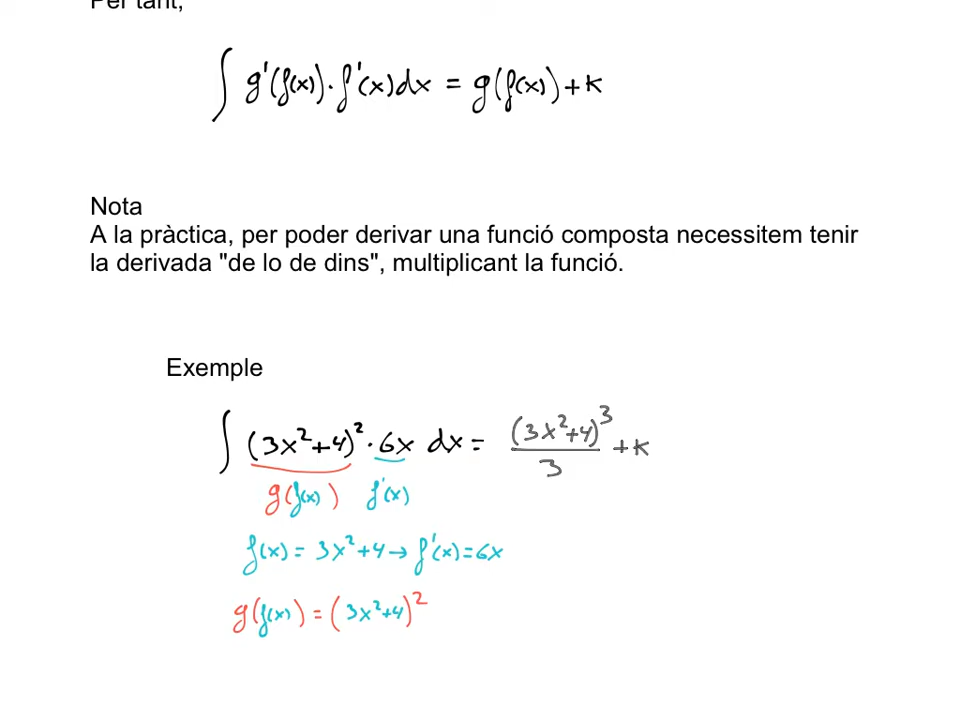 Per tant,
∫ g'(f(x))·f'(x)dx = g(f(x))+k
Nota
A la pràctica, per poder derivar una funció composta necessitem tenir
la derivada "de lo de dins", multiplicant la funció.
Exemple
∫ (3x²+4)²·6x dx = (3x²+4)³/3 +k
g(f(x)) f'(x)
f(x) = 3x²+4 → f'(x)=6x
g(f(x)) = (3x²+4)²